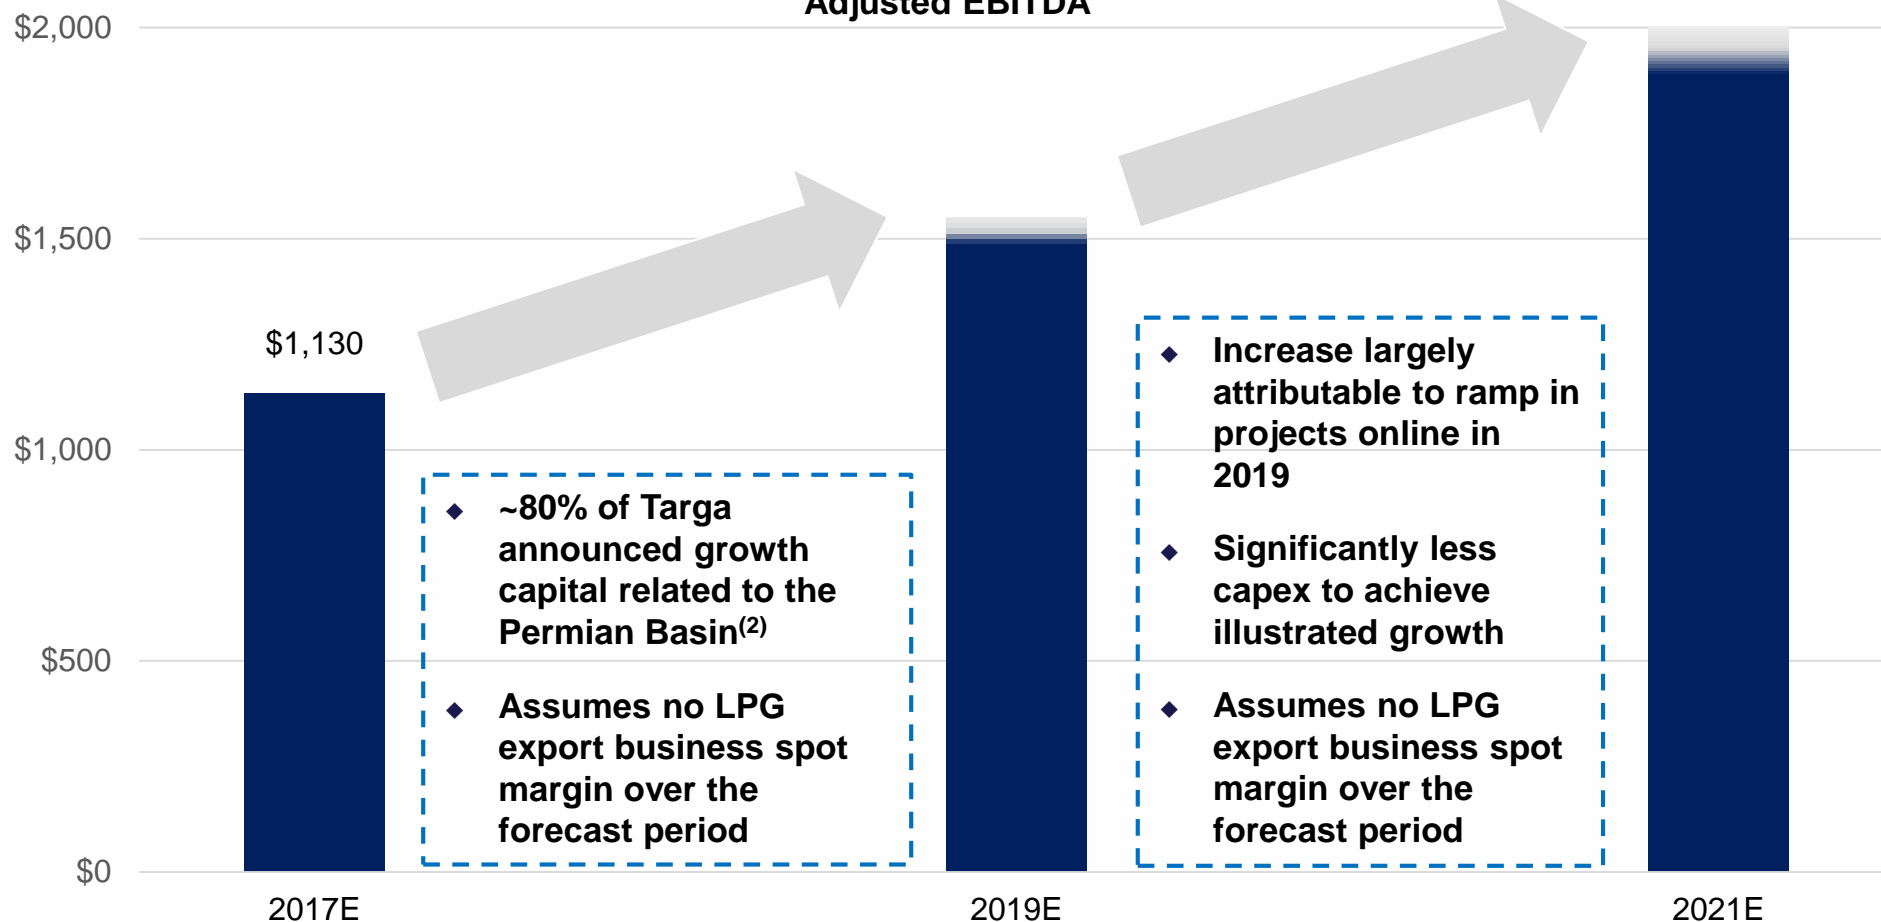 Adjusted EBITDA
$2,000
$1,500
$1,000
$500
$0
$1,130
◆ ~80% of Targa
announced growth
capital related to the
Permian Basin(2)
◆ Assumes no LPG
export business spot
margin over the
forecast period
◆ Increase largely
attributable to ramp in
projects online in
2019
◆ Significantly less
capex to achieve
illustrated growth
◆ Assumes no LPG
export business spot
margin over the
forecast period
2017E
2019E
2021E